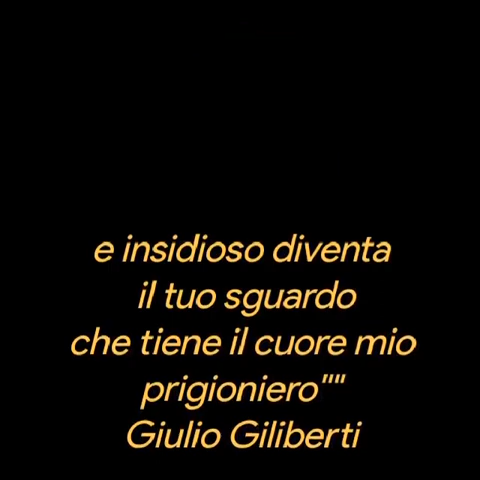 e insidioso diventa
il tuo sguardo
che tiene il cuore mio
prigioniero""
Giulio Giliberti